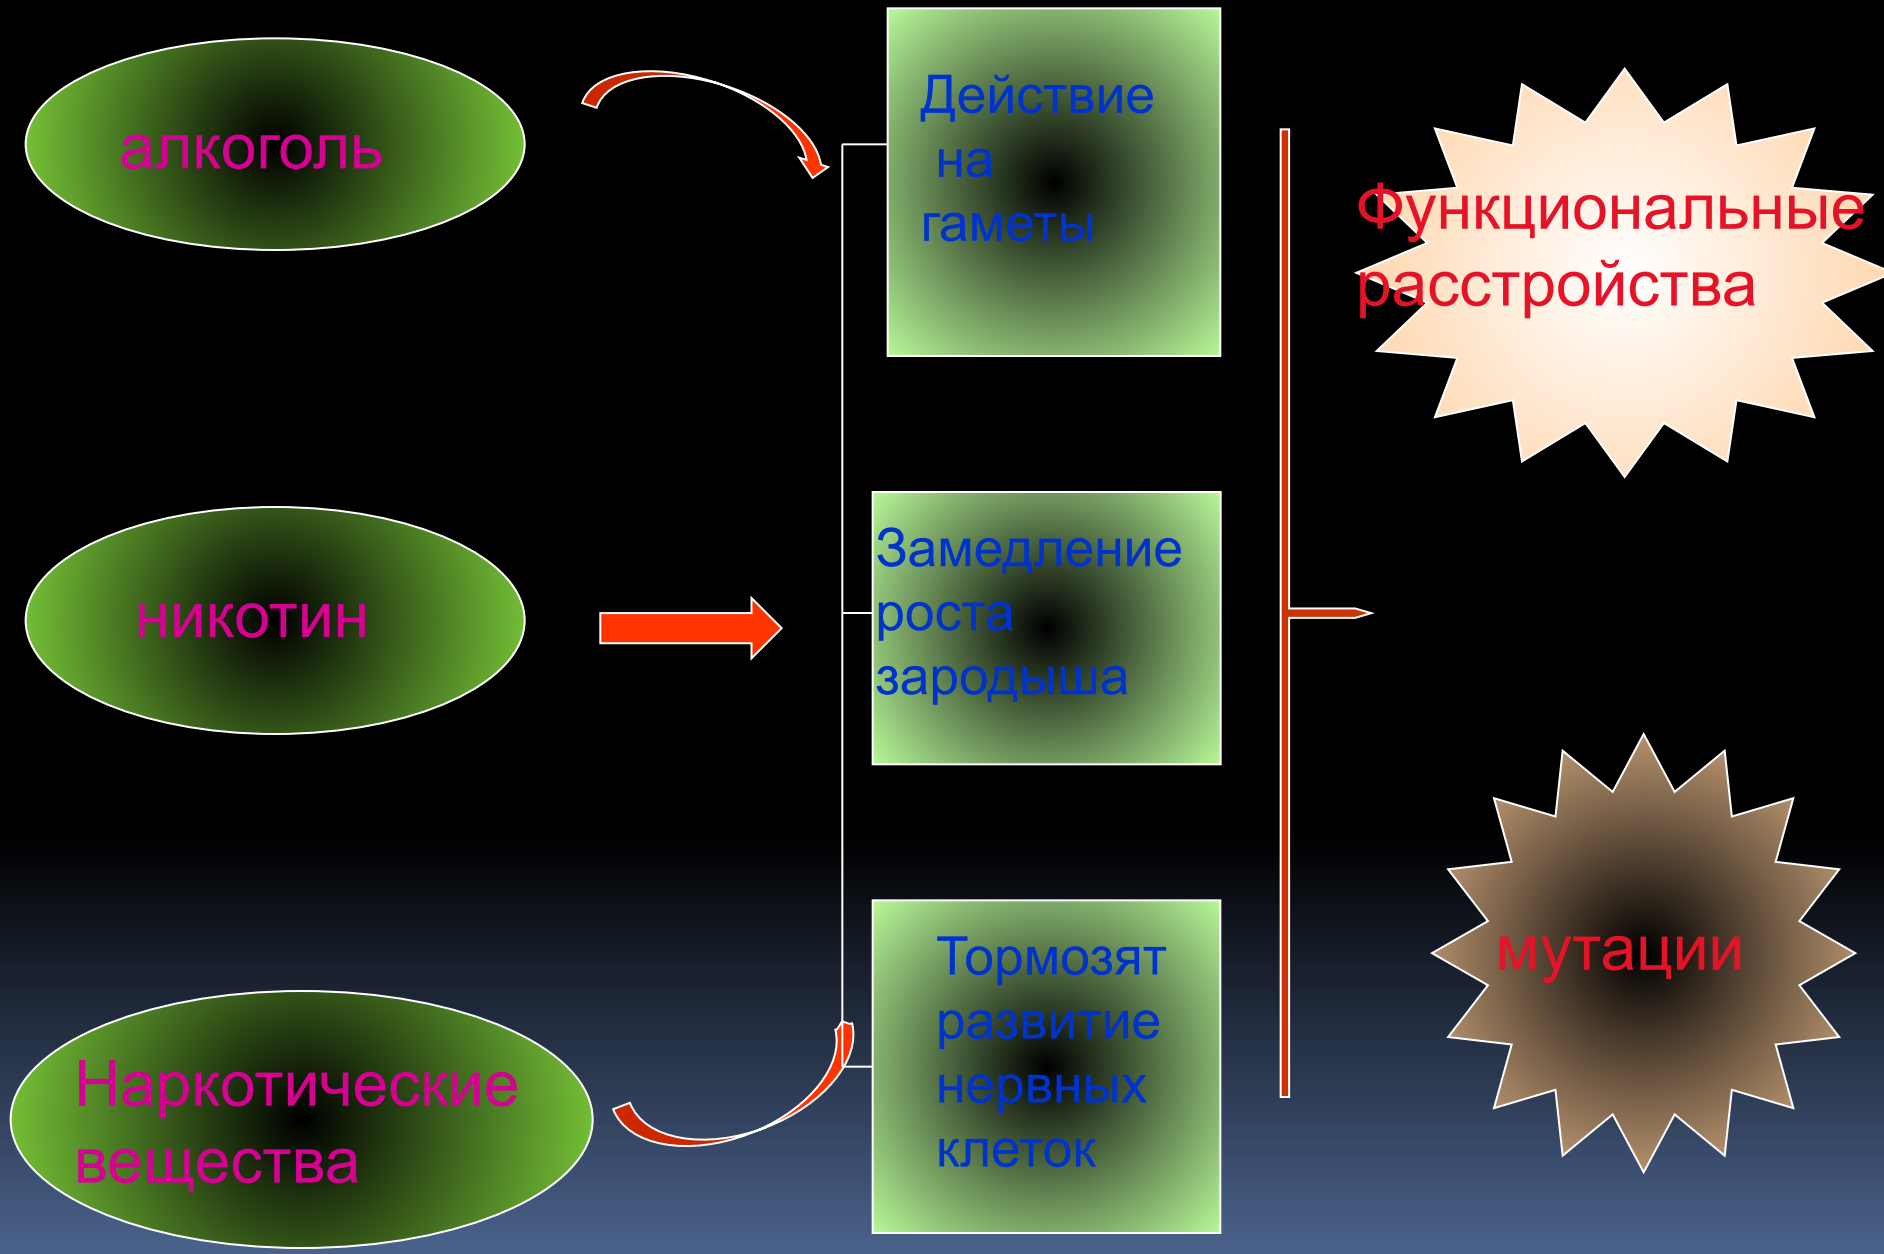 алкоголь
Действие
на
гаметы
Функциональные
расстройства
никотин
Замедление
роста
зародыша
Наркотические
вещества
Тормозят
развитие
нервных
клеток
мутации